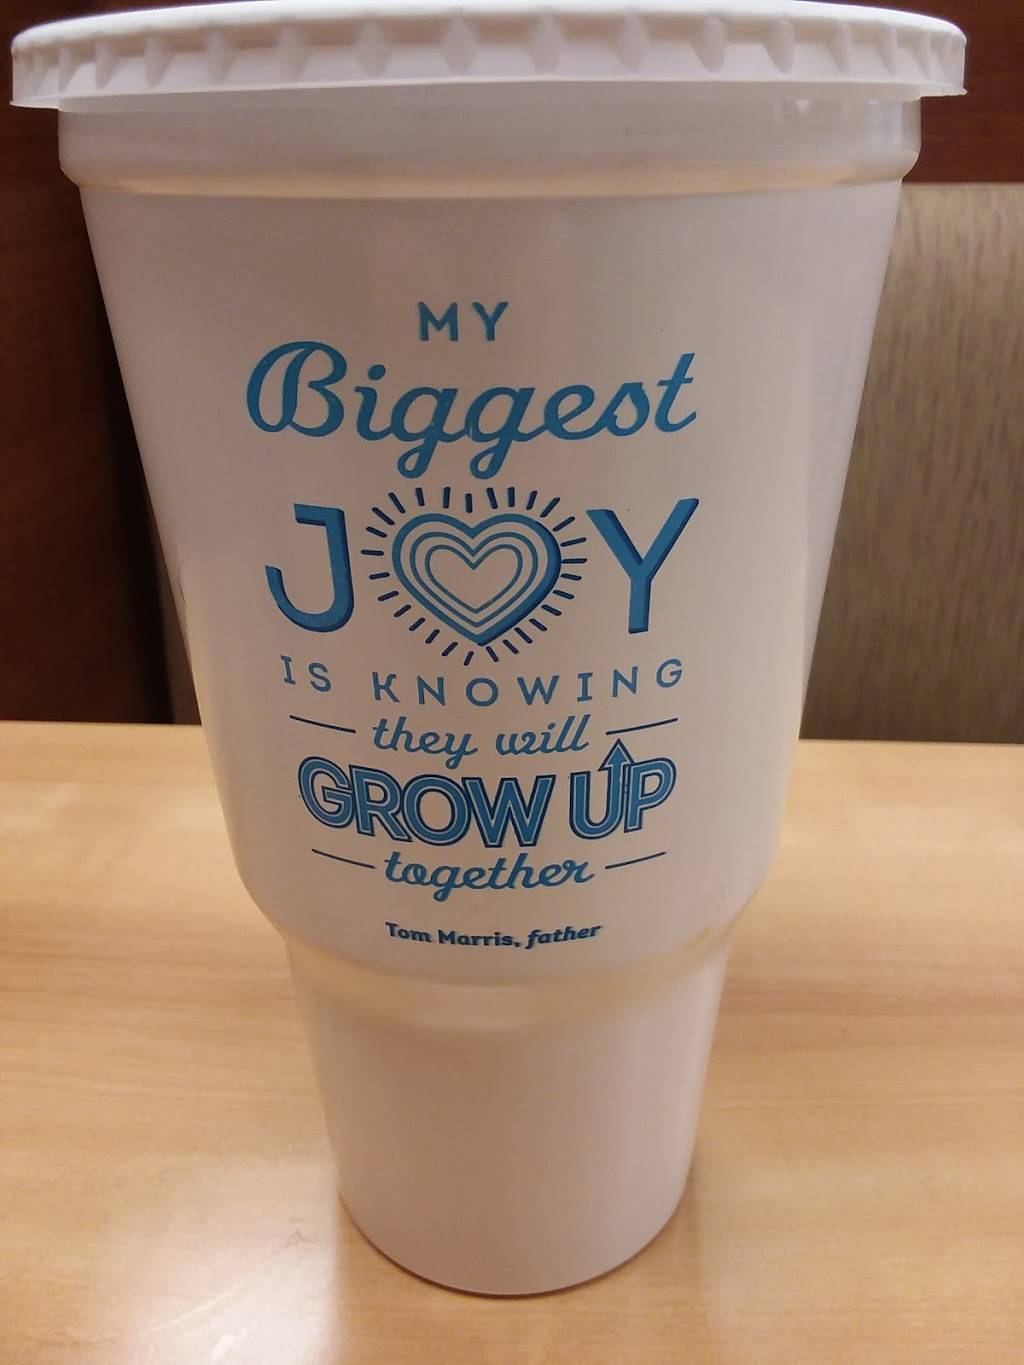 MY
Biggest
JOY
IS KNOWING
they will
GROW UP
together
Tom Marris, father